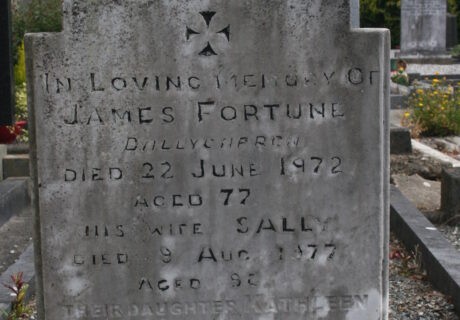 IN LOVING MEMORY OF
JAMES FORTUNE
DIED 22 JUNE 1972
AGED 77
HIS WIFE SALLY
DIED 9 AUG 1977
AGED
THEIR DAUGHTER KATHLEEN